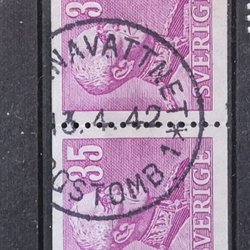 35
SVERIGE
NAVATTNET
13.4.42
POSTOMB 1 *
35
SVERIGE